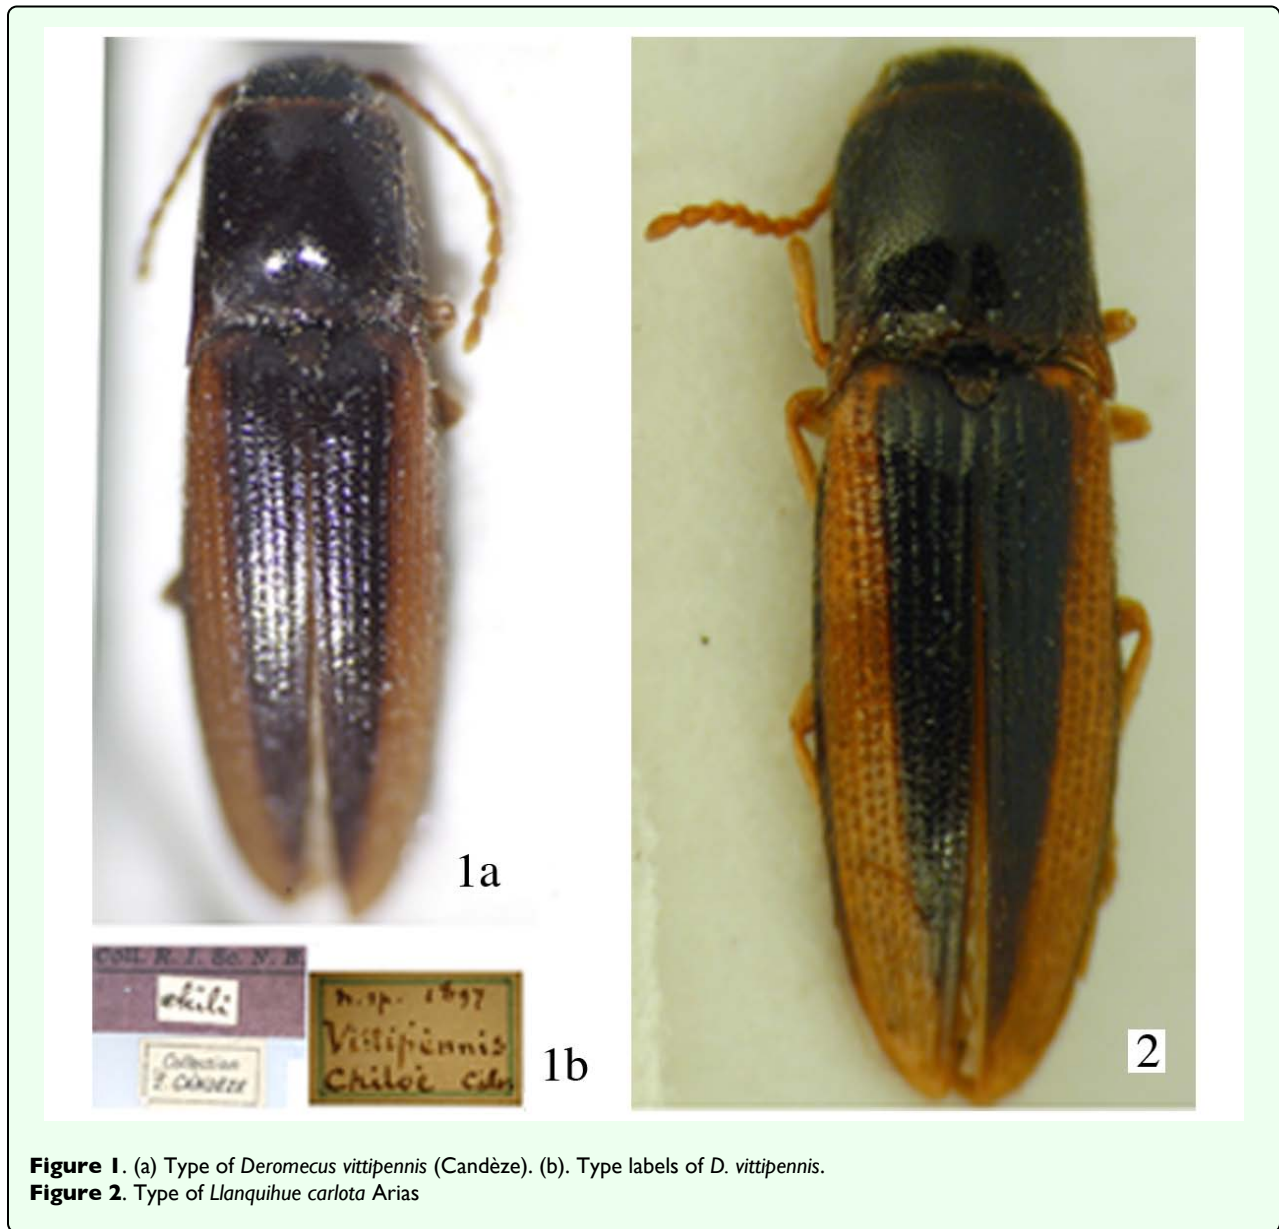 1a
Coll. R. I. Sc. N. B.
chili
Collection
E. CANDEZE
n. sp. 1897
Vittipennis
Chiloè
1b
2
Figure 1. (a) Type of Deromecus vittipennis (Candèze). (b). Type labels of D. vittipennis.
Figure 2. Type of Llanquihue carlota Arias